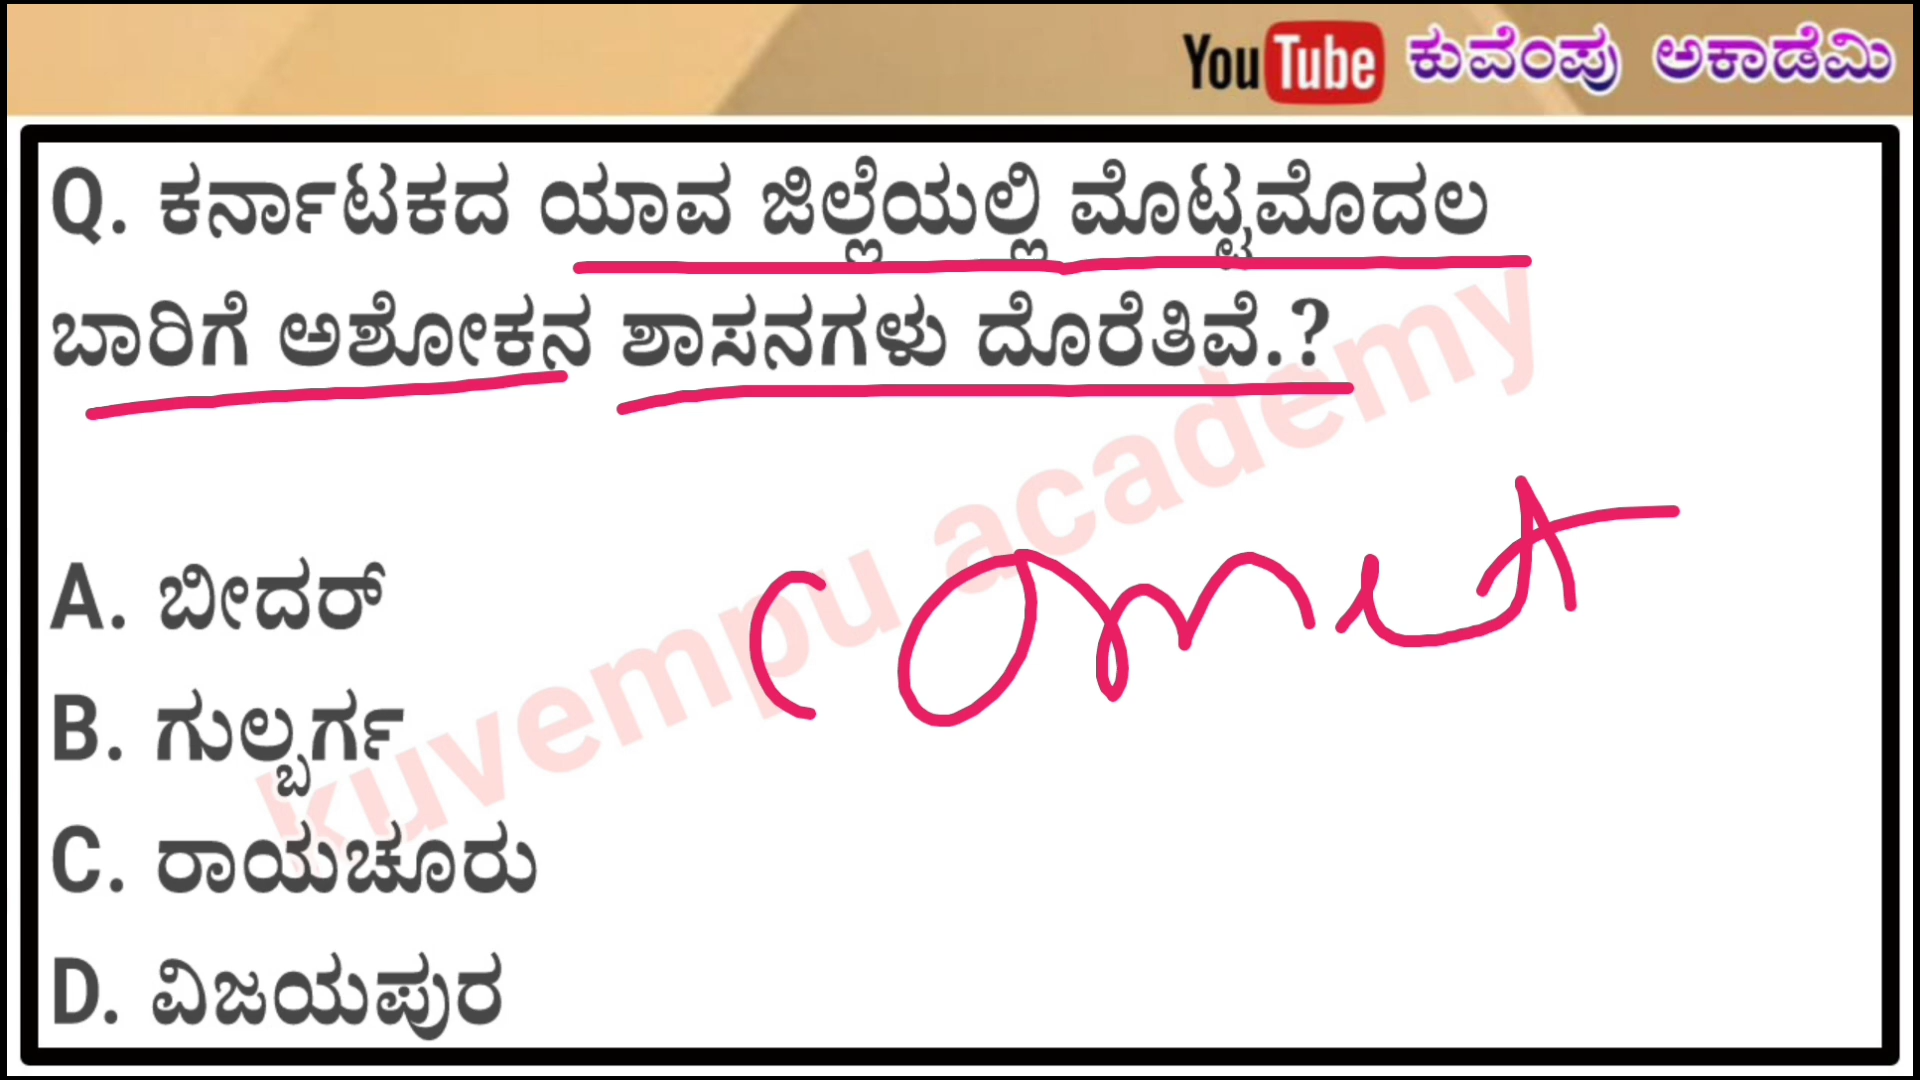 YouTube ಕುವೆಂಪು ಅಕಾಡೆಮಿ
Q. ಕರ್ನಾಟಕದ ಯಾವ ಜಿಲ್ಲೆಯಲ್ಲಿ ಮೊಟ್ಟಮೊದಲ
ಬಾರಿಗೆ ಅಶೋಕನ ಶಾಸನಗಳು ದೊರೆತಿವೆ.?
kuvempu academy
A. ಬೀದರ್
B. ಗುಲ್ಬರ್ಗ
C. ರಾಯಚೂರು
D. ವಿಜಯಪುರ